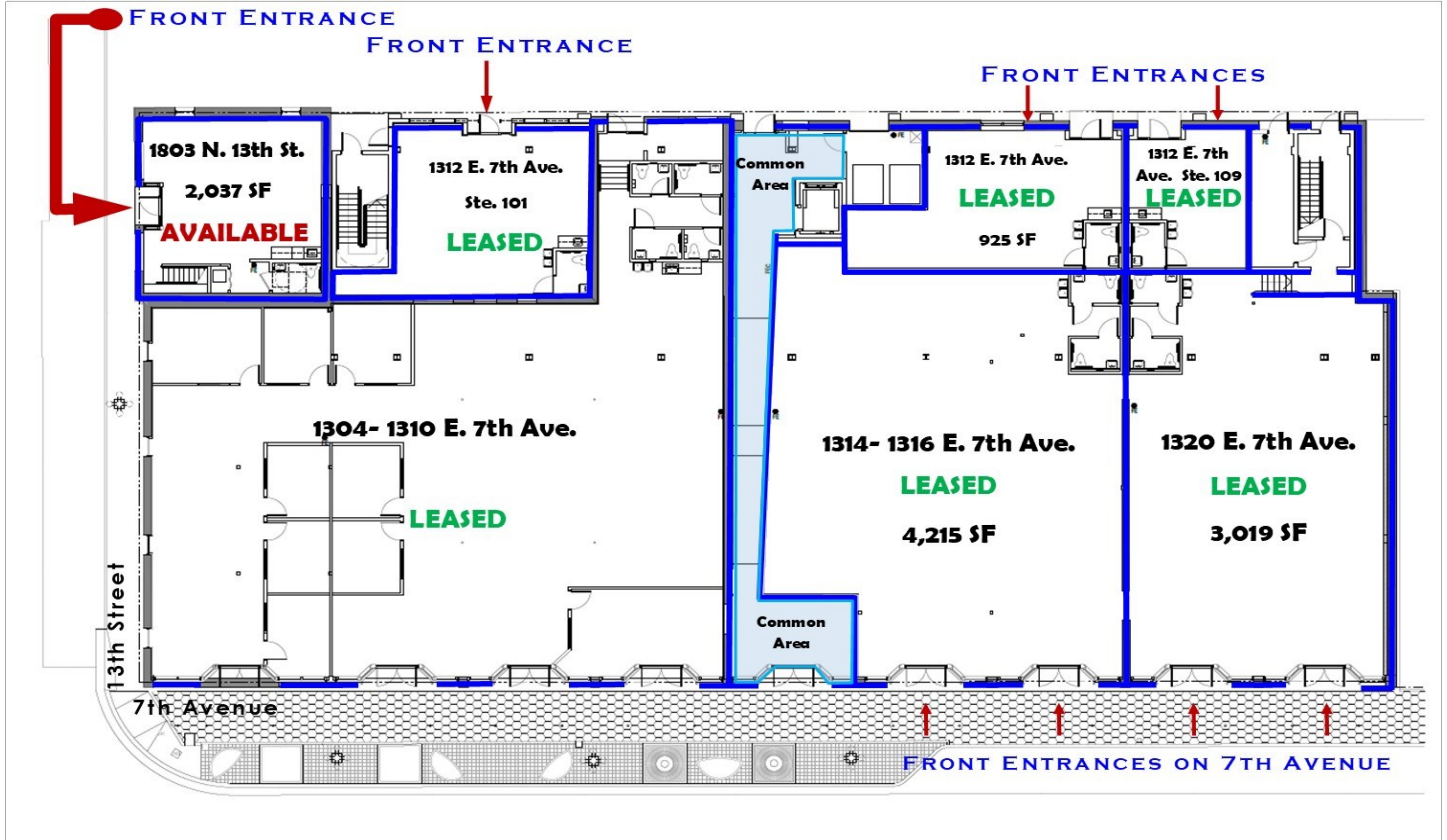 Front Entrance
Front Entrance
Front Entrances
1803 N. 13th St.
2,037 SF
AVAILABLE
1312 E. 7th Ave.
Ste. 101
LEASED
Common
Area
1312 E. 7th Ave.
LEASED
925 SF
1312 E. 7th
Ave. Ste. 109
LEASED
1304- 1310 E. 7th Ave.
LEASED
1314- 1316 E. 7th Ave.
LEASED
4,215 SF
1320 E. 7th Ave.
LEASED
3,019 SF
Common
Area
13th Street
7th Avenue
Front Entrances on 7th Avenue